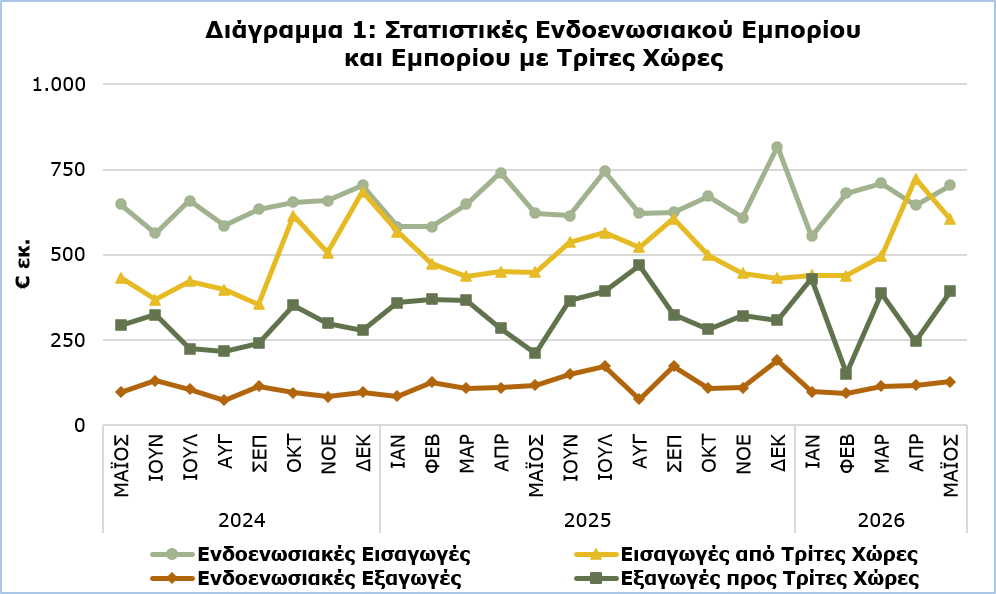 Διάγραμμα 1: Στατιστικές Ενδοενωσιακού Εμπορίου
και Εμπορίου με Τρίτες Χώρες
1.000
750
500
250
0
€ εκ.
ΜΑΪΟΣ ΙΟΥΝ ΙΟΥΛ ΑΥΓ ΣΕΠ ΟΚΤ ΝΟΕ ΔΕΚ ΙΑΝ ΦΕΒ ΜΑΡ ΑΠΡ ΜΑΪΟΣ ΙΟΥΝ ΙΟΥΛ ΑΥΓ ΣΕΠ ΟΚΤ ΝΟΕ ΔΕΚ ΙΑΝ ΦΕΒ ΜΑΡ ΑΠΡ ΜΑΪΟΣ
2024 2025 2026
Ενδοενωσιακές Εισαγωγές Εισαγωγές από Τρίτες Χώρες
Ενδοενωσιακές Εξαγωγές Εξαγωγές προς Τρίτες Χώρες